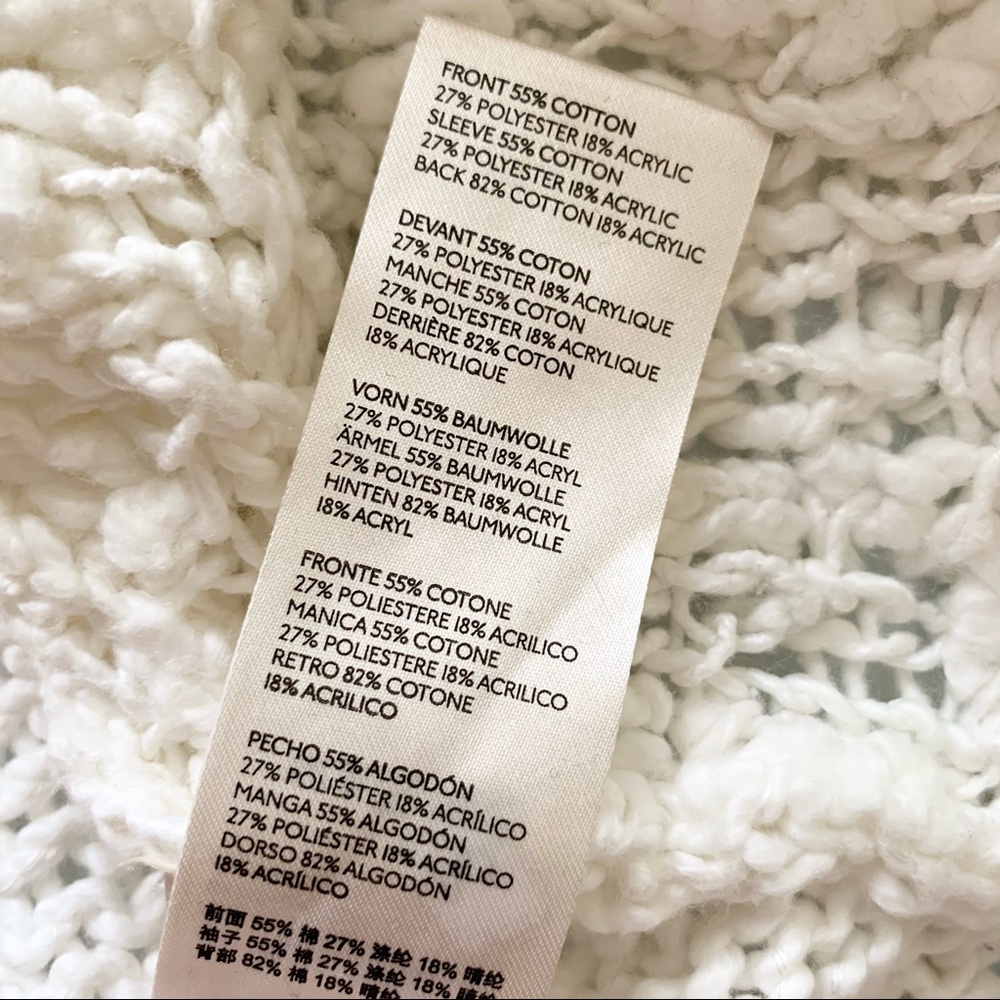 FRONT 55% COTTON
27% POLYESTER 18% ACRYLIC
SLEEVE 55% COTTON
27% POLYESTER 18% ACRYLIC
BACK 82% COTTON 18% ACRYLIC
DEVANT 55% COTON
27% POLYESTER 18% ACRYLIQUE
MANCHE 55% COTON
27% POLYESTER 18% ACRYLIQUE
DERRIÈRE 82% COTON
18% ACRYLIQUE
VORN 55% BAUMWOLLE
27% POLYESTER 18% ACRYL
ÄRMEL 55% BAUMWOLLE
27% POLYESTER 18% ACRYL
HINTEN 82% BAUMWOLLE
18% ACRYL
FRONTE 55% COTONE
27% POLIESTERE 18% ACRILICO
MANICA 55% COTONE
27% POLIESTERE 18% ACRILICO
RETRO 82% COTONE
18% ACRILICO
PECHO 55% ALGODÓN
27% POLIÉSTER 18% ACRÍLICO
MANGA 55% ALGODÓN
27% POLIÉSTER 18% ACRÍLICO
DORSO 82% ALGODÓN
18% ACRÍLICO
前面 55% 棉 27% 涤纶 18% 晴纶
袖子 55% 棉 27% 涤纶 18% 晴纶
背部 82% 棉 18% 晴纶